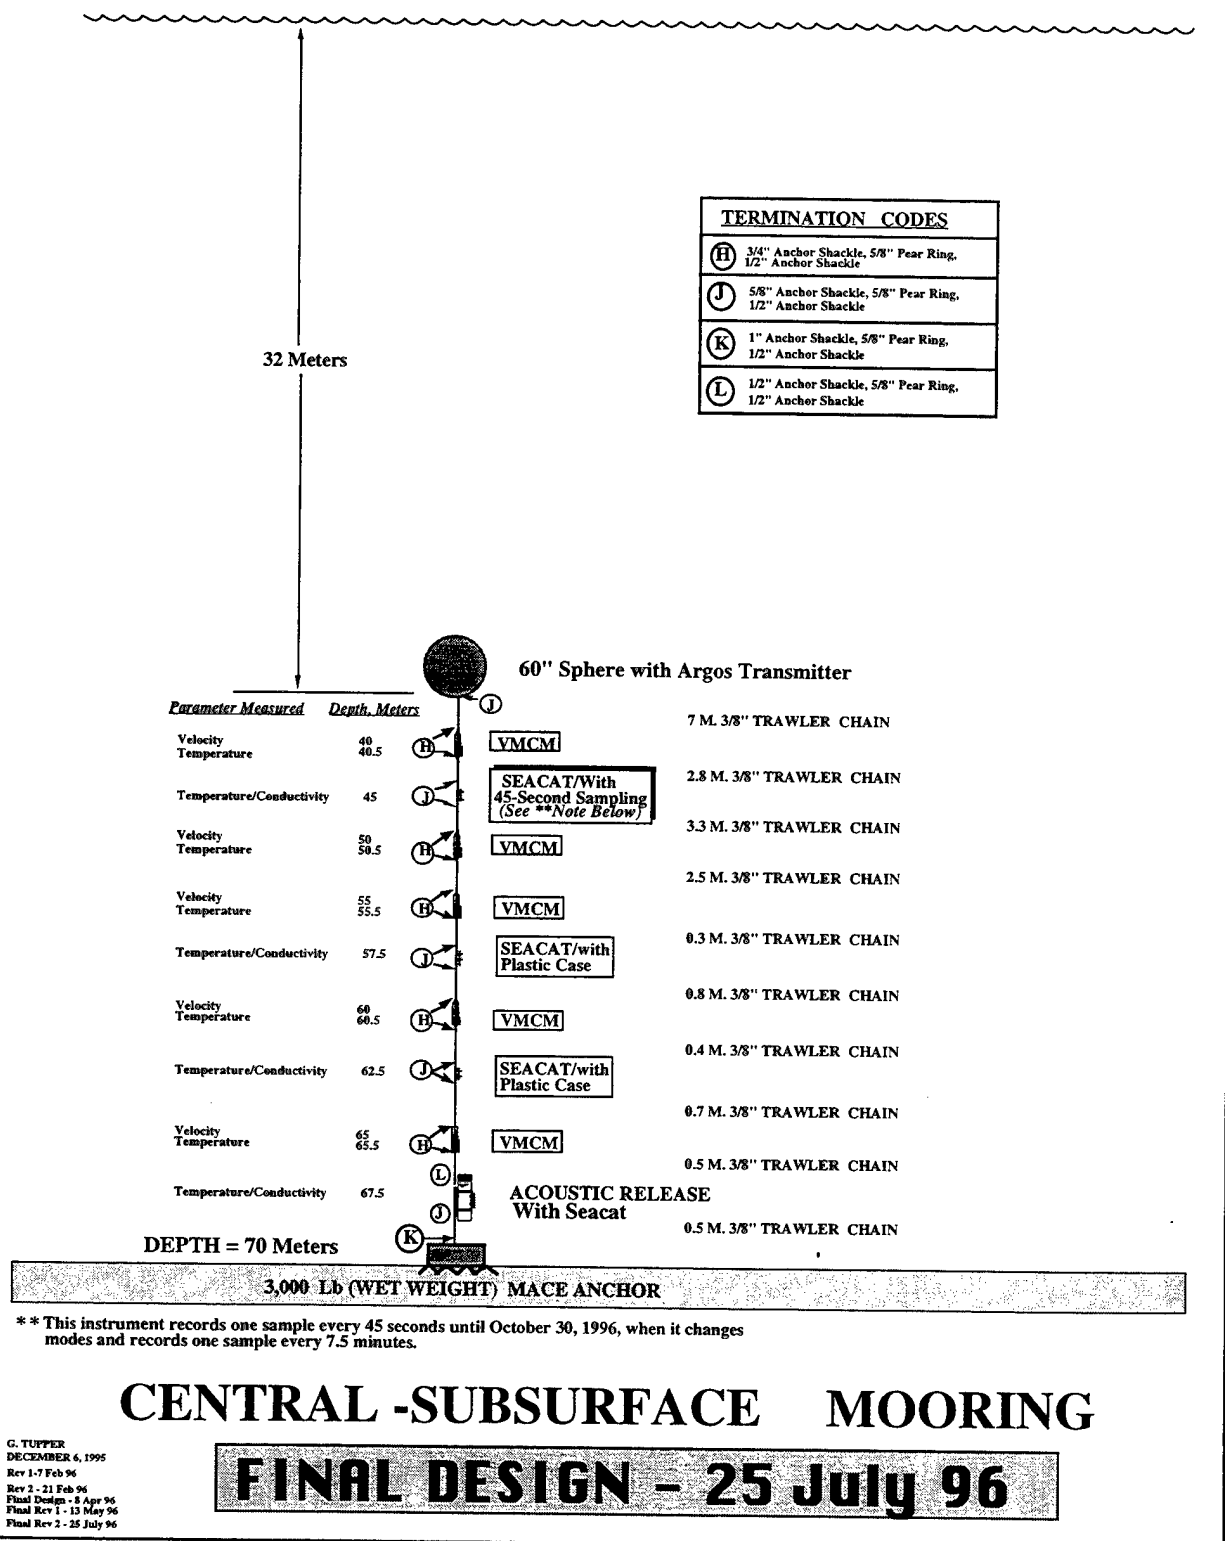 TERMINATION CODES
H 3/4" Anchor Shackle, 5/8" Pear Ring,
1/2" Anchor Shackle
J 5/8" Anchor Shackle, 5/8" Pear Ring,
1/2" Anchor Shackle
K 1" Anchor Shackle, 5/8" Pear Ring,
1/2" Anchor Shackle
L 1/2" Anchor Shackle, 5/8" Pear Ring,
1/2" Anchor Shackle
32 Meters
60" Sphere with Argos Transmitter
J
Parameter Measured Depth, Meters
7 M. 3/8" TRAWLER CHAIN
Velocity 40
Temperature 40.5
H
VMCM
2.8 M. 3/8" TRAWLER CHAIN
Temperature/Conductivity 45
J
SEACAT/With
45-Second Sampling
(See **Note Below)
3.3 M. 3/8" TRAWLER CHAIN
Velocity 50
Temperature 50.5
H
VMCM
2.5 M. 3/8" TRAWLER CHAIN
Velocity 55
Temperature 55.5
H
VMCM
0.3 M. 3/8" TRAWLER CHAIN
Temperature/Conductivity 57.5
J
SEACAT/with
Plastic Case
0.8 M. 3/8" TRAWLER CHAIN
Velocity 60
Temperature 60.5
H
VMCM
0.4 M. 3/8" TRAWLER CHAIN
Temperature/Conductivity 62.5
J
SEACAT/with
Plastic Case
0.7 M. 3/8" TRAWLER CHAIN
Velocity 65
Temperature 65.5
H
VMCM
0.5 M. 3/8" TRAWLER CHAIN
L
Temperature/Conductivity 67.5
ACOUSTIC RELEASE
With Seacat
J
0.5 M. 3/8" TRAWLER CHAIN
K
DEPTH = 70 Meters
3,000 Lb (WET WEIGHT) MACE ANCHOR
* * This instrument records one sample every 45 seconds until October 30, 1996, when it changes
modes and records one sample every 7.5 minutes.
CENTRAL -SUBSURFACE MOORING
FINAL DESIGN - 25 July 96
G. TUPPER
DECEMBER 6, 1995
Rev 1-7 Feb 96
Rev 2 - 21 Feb 96
Final Design - 8 Apr 96
Final Rev 1 - 13 May 96
Final Rev 2 - 25 July 96